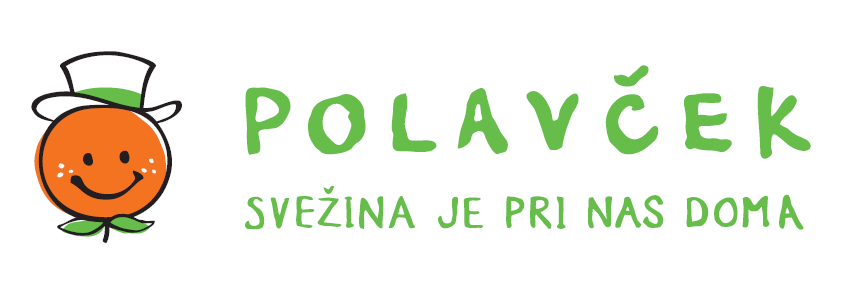 POLAVČEK
SVEŽINA JE PRI NAS DOMA